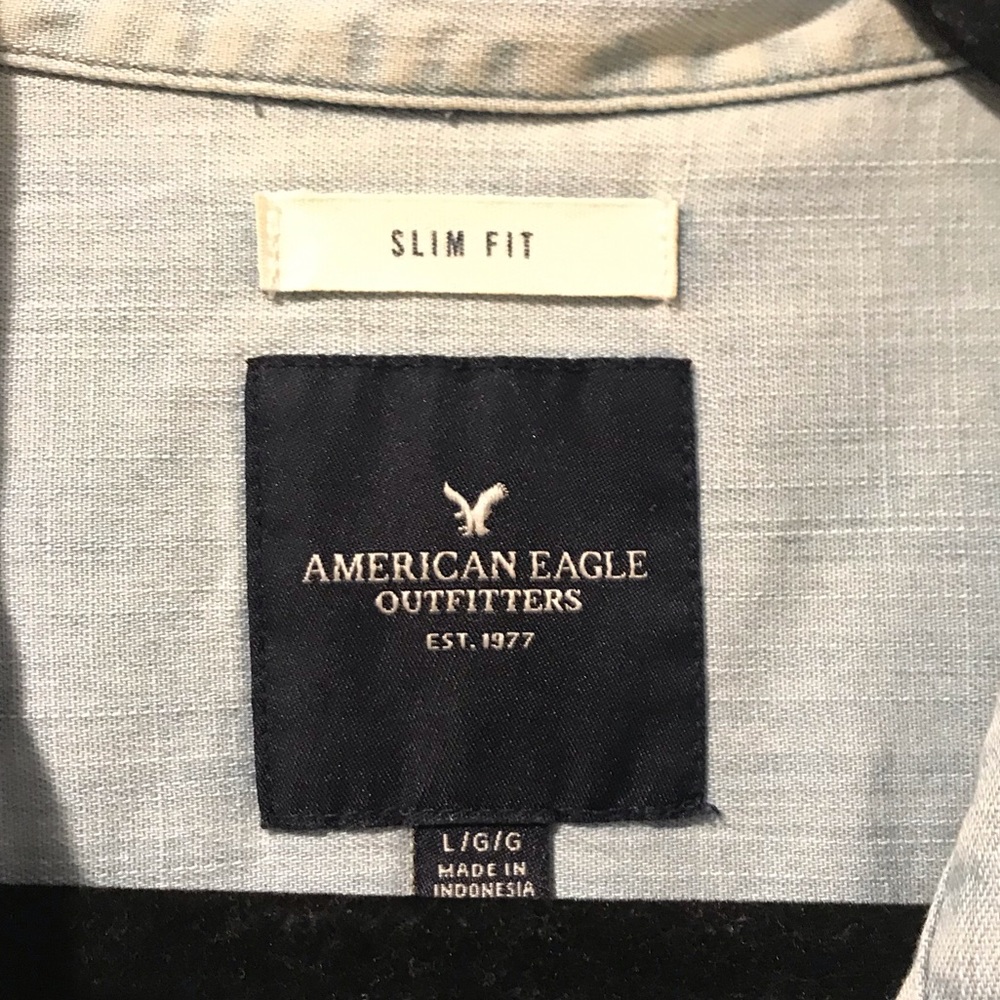 SLIM FIT
AMERICAN EAGLE
OUTFITTERS
EST. 1977
L/G/G
MADE IN
INDONESIA